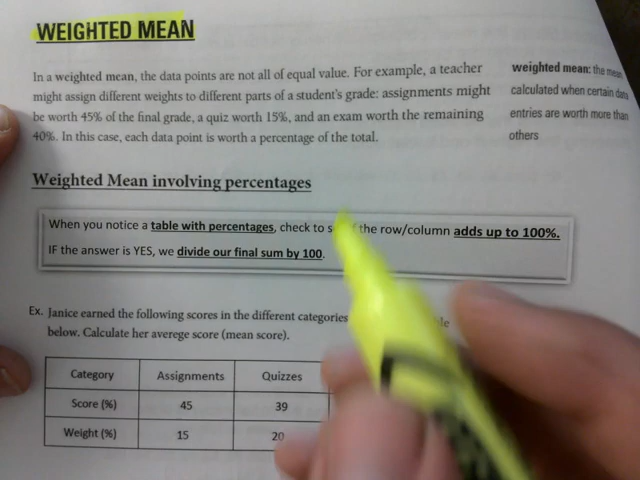 WEIGHTED MEAN
In a weighted mean, the data points are not all of equal value. For example, a teacher
might assign different weights to different parts of a student's grade: assignments might
be worth 45% of the final grade, a quiz worth 15%, and an exam worth the remaining
40%. In this case, each data point is worth a percentage of the total.
weighted mean: the mean
calculated when certain data
entries are worth more than
others
Weighted Mean involving percentages
When you notice a table with percentages, check to the row/column adds up to 100%.
IF the answer is YES, we divide our final sum by 100.
Ex. Janice earned the following scores in the different categories
below. Calculate her averege score (mean score).
Category Assignments Quizzes
Score (%) 45 39
Weight (%) 15 20